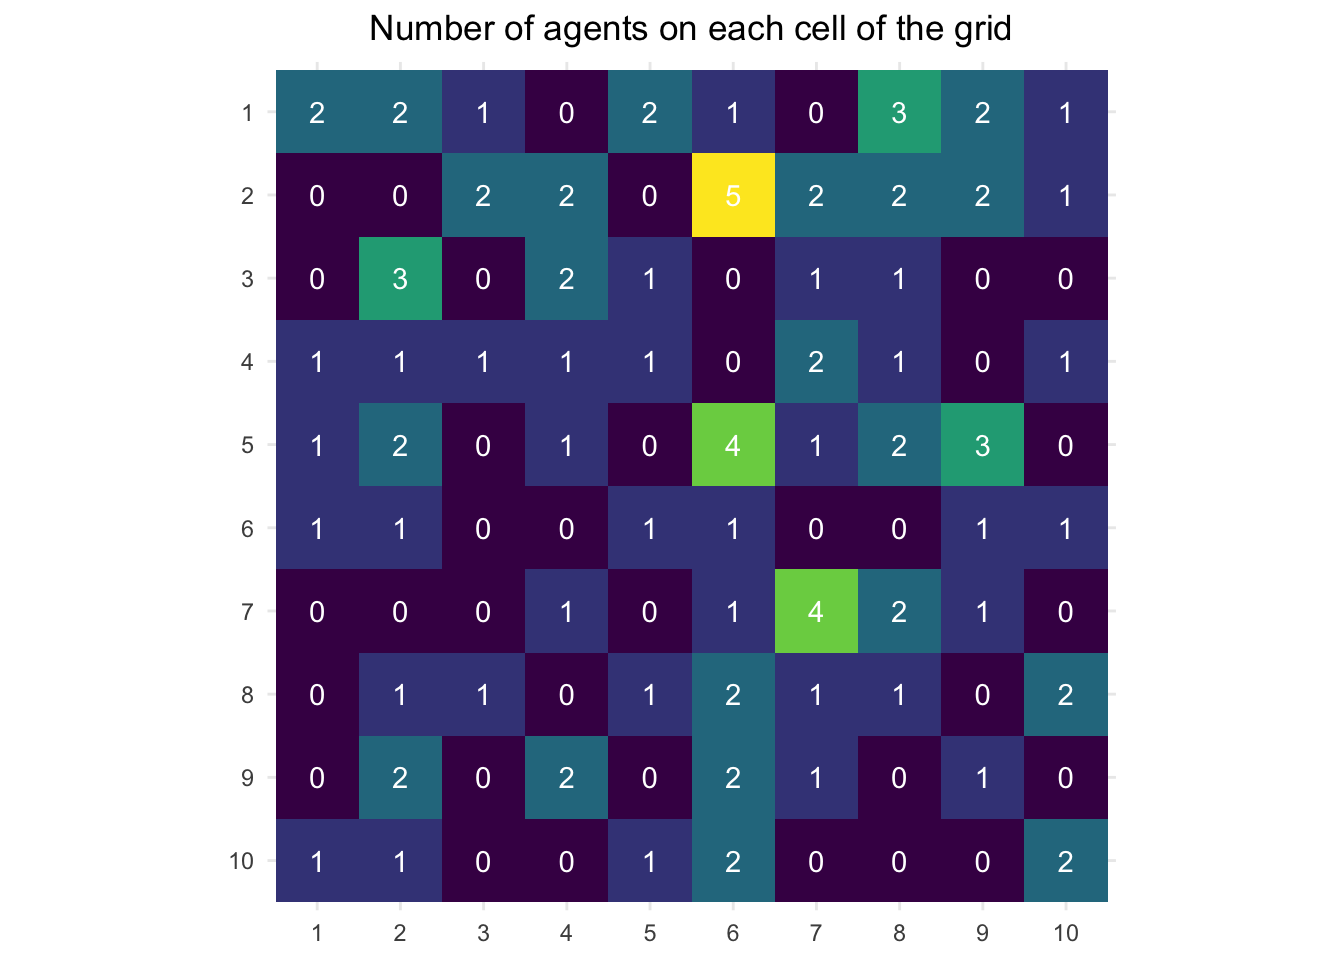 Number of agents on each cell of the grid
1 2 2 1 0 2 1 0 3 2 1
2 0 0 2 2 0 5 2 2 2 1
3 0 3 0 2 1 0 1 1 0 0
4 1 1 1 1 1 0 2 1 0 1
5 1 2 0 1 0 4 1 2 3 0
6 1 1 0 0 1 1 0 0 1 1
7 0 0 0 1 0 1 4 2 1 0
8 0 1 1 0 1 2 1 1 0 2
9 0 2 0 2 0 2 1 0 1 0
10 1 1 0 0 1 2 0 0 0 2
1 2 3 4 5 6 7 8 9 10